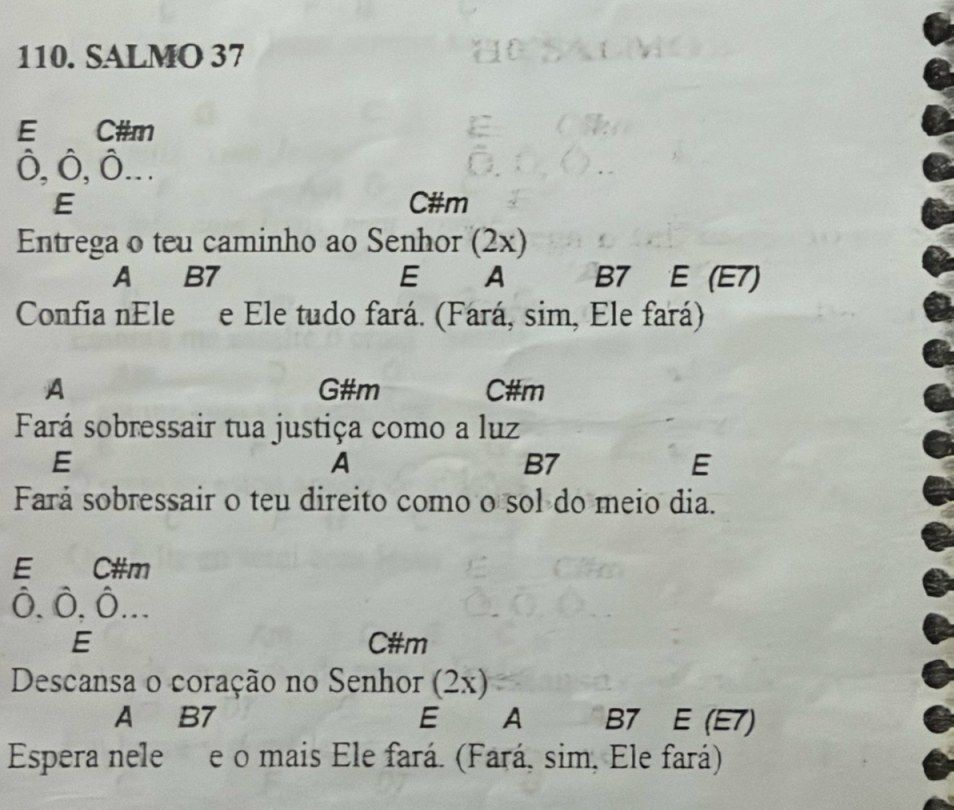 110. SALMO 37
E C#m
Ô, Ô, Ô...
E C#m
Entrega o teu caminho ao Senhor (2x)
A B7 E A B7 E (E7)
Confia nEle e Ele tudo fará. (Fará, sim, Ele fará)
A G#m C#m
Fará sobressair tua justiça como a luz
E A B7 E
Fará sobressair o teu direito como o sol do meio dia.
E C#m
Ô, Ô, Ô...
E C#m
Descansa o coração no Senhor (2x)
A B7 E A B7 E (E7)
Espera nele e o mais Ele fará. (Fará, sim, Ele fará)